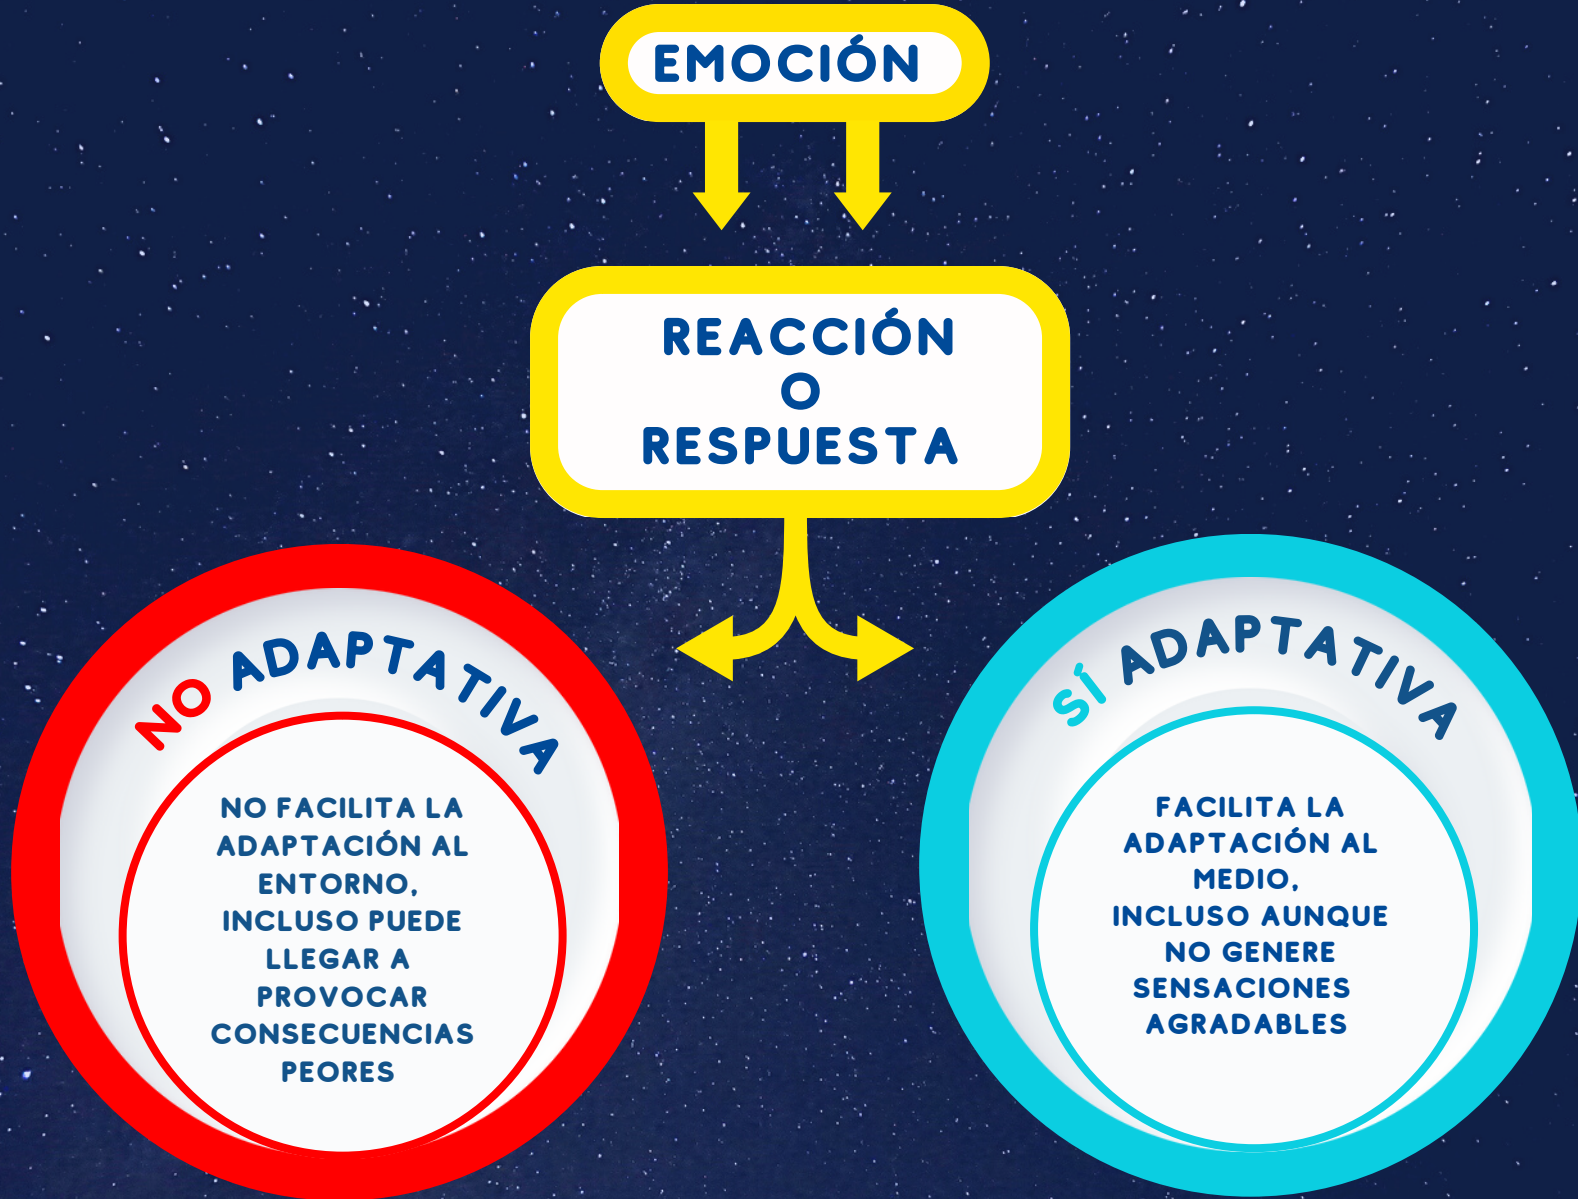 EMOCIÓN
REACCIÓN
O
RESPUESTA
NO ADAPTATIVA
NO FACILITA LA
ADAPTACIÓN AL
ENTORNO,
INCLUSO PUEDE
LLEGAR A
PROVOCAR
CONSECUENCIAS
PEORES
SÍ ADAPTATIVA
FACILITA LA
ADAPTACIÓN AL
MEDIO,
INCLUSO AUNQUE
NO GENERE
SENSACIONES
AGRADABLES